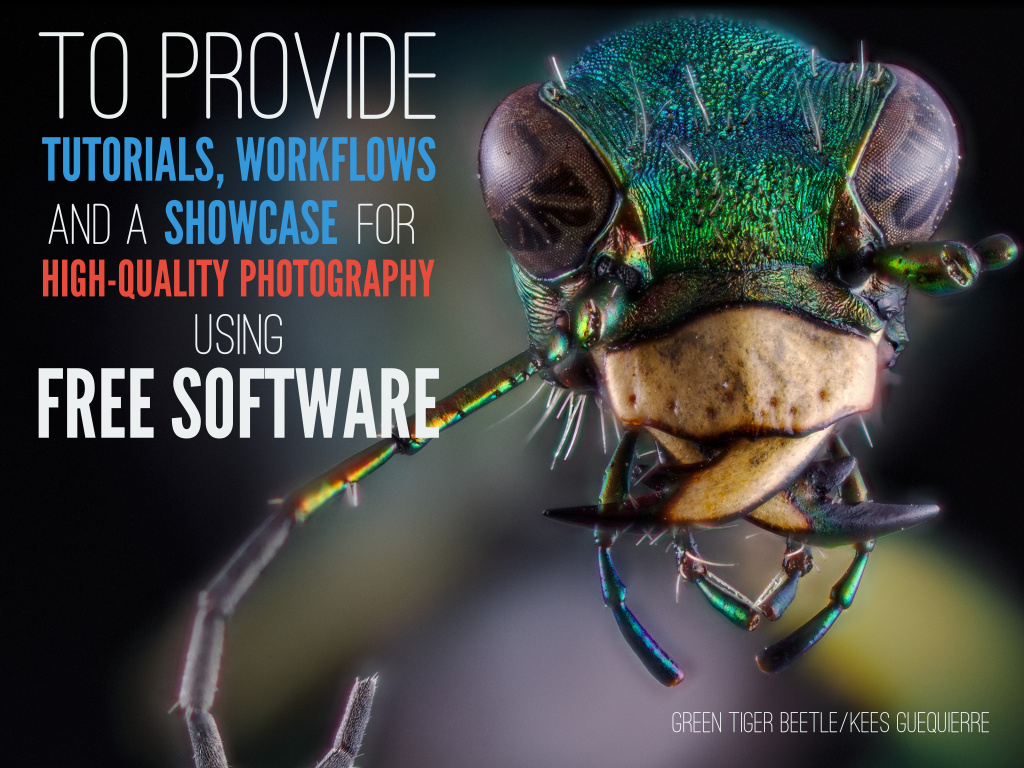 TO PROVIDE
TUTORIALS, WORKFLOWS
AND A SHOWCASE FOR
HIGH-QUALITY PHOTOGRAPHY
USING
FREE SOFTWARE
GREEN TIGER BEETLE/KEES GUEQUIERRE